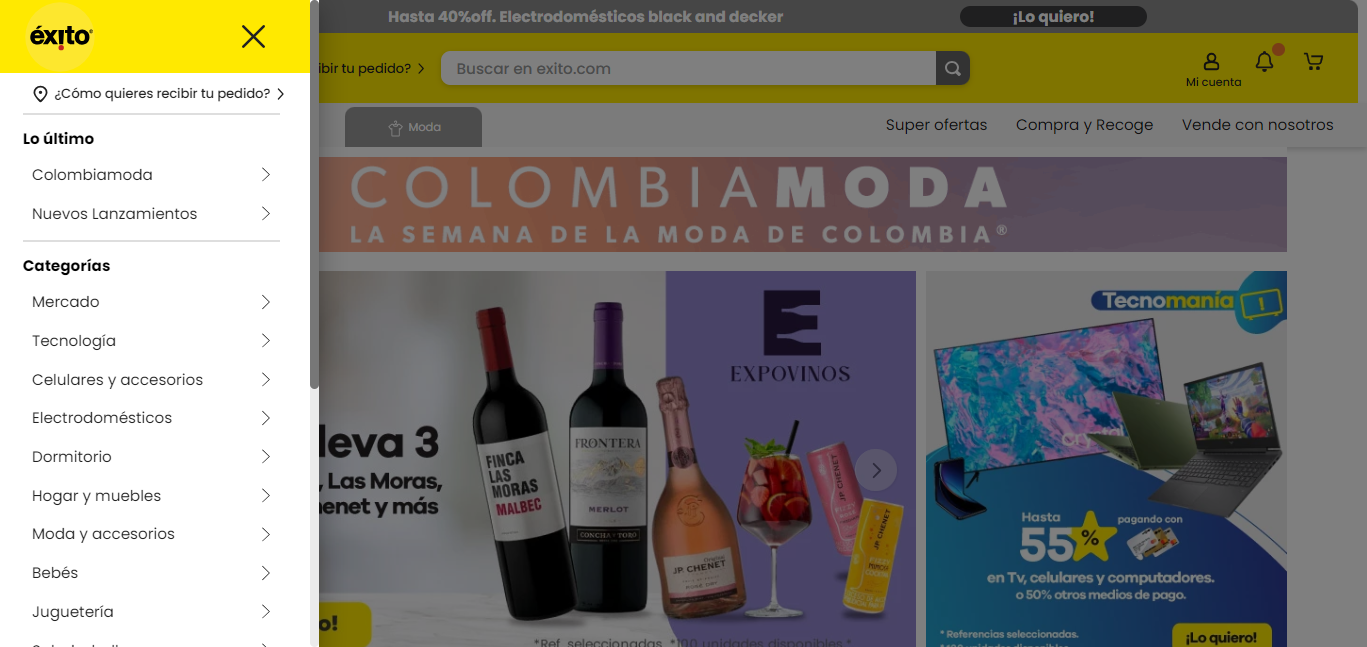 Hasta 40%off. Electrodomésticos black and decker
¡Lo quiero!
éxito
ibir tu pedido?
Buscar en exito.com
Mi cuenta
¿Cómo quieres recibir tu pedido?
Moda
Super ofertas
Compra y Recoge
Vende con nosotros
Lo último
Colombiamoda
Nuevos Lanzamientos
Categorías
Mercado
Tecnología
Celulares y accesorios
Electrodomésticos
Dormitorio
Hogar y muebles
Moda y accesorios
Bebés
Juguetería
COLOMBIAMODA
LA SEMANA DE LA MODA DE COLOMBIA®
lleva 3
, Las Moras,
henet y más
FINCA
LAS
MORAS
MALBEC
FRONTERA
MERLOT
CONCHA Y TORO
JP. CHENET
E
EXPOVINOS
JP. CHENET
JP. CHENET
MIMOSA
o!
*Ref. seleccionadas. *190 unidades disponibles *
Tecnomanía
Hasta
55%
pagando con
en Tv, celulares y computadores.
o 50% otros medios de pago.
* Referencias seleccionadas.
¡Lo quiero!